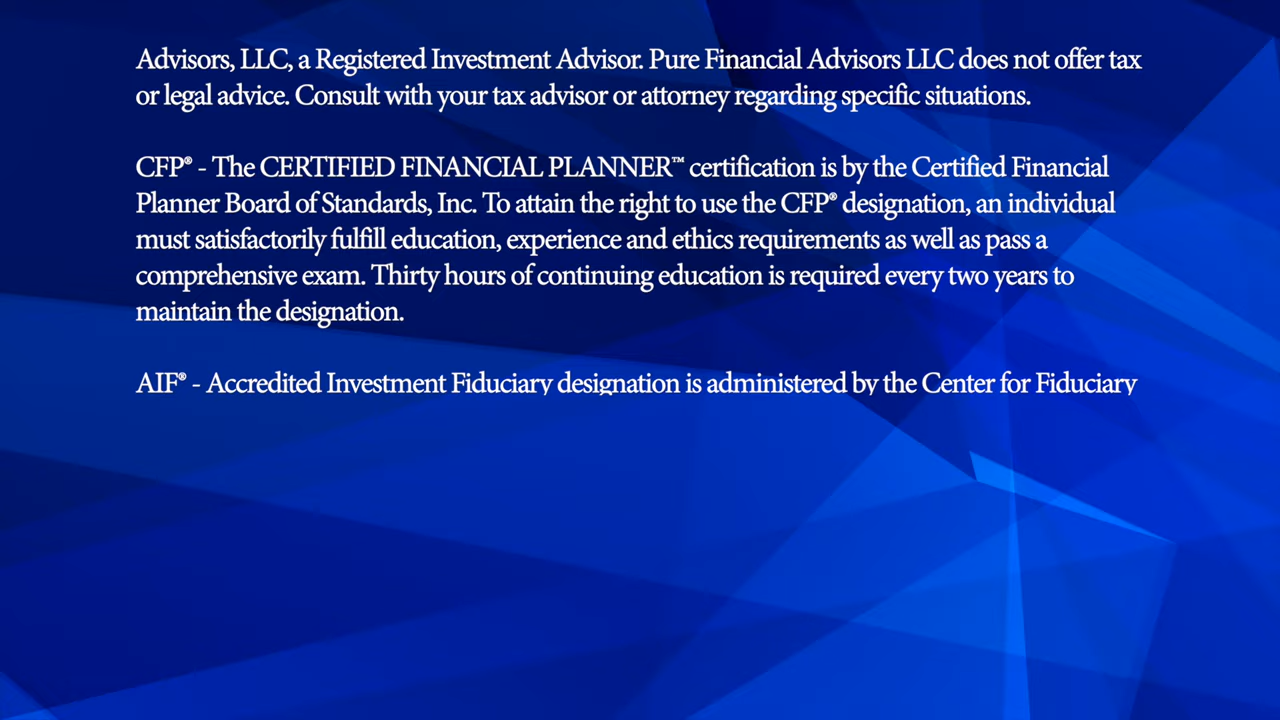 Advisors, LLC, a Registered Investment Advisor. Pure Financial Advisors LLC does not offer tax
or legal advice. Consult with your tax advisor or attorney regarding specific situations.
CFP® - The CERTIFIED FINANCIAL PLANNER™ certification is by the Certified Financial
Planner Board of Standards, Inc. To attain the right to use the CFP® designation, an individual
must satisfactorily fulfill education, experience and ethics requirements as well as pass a
comprehensive exam. Thirty hours of continuing education is required every two years to
maintain the designation.
AIF® - Accredited Investment Fiduciary designation is administered by the Center for Fiduciary